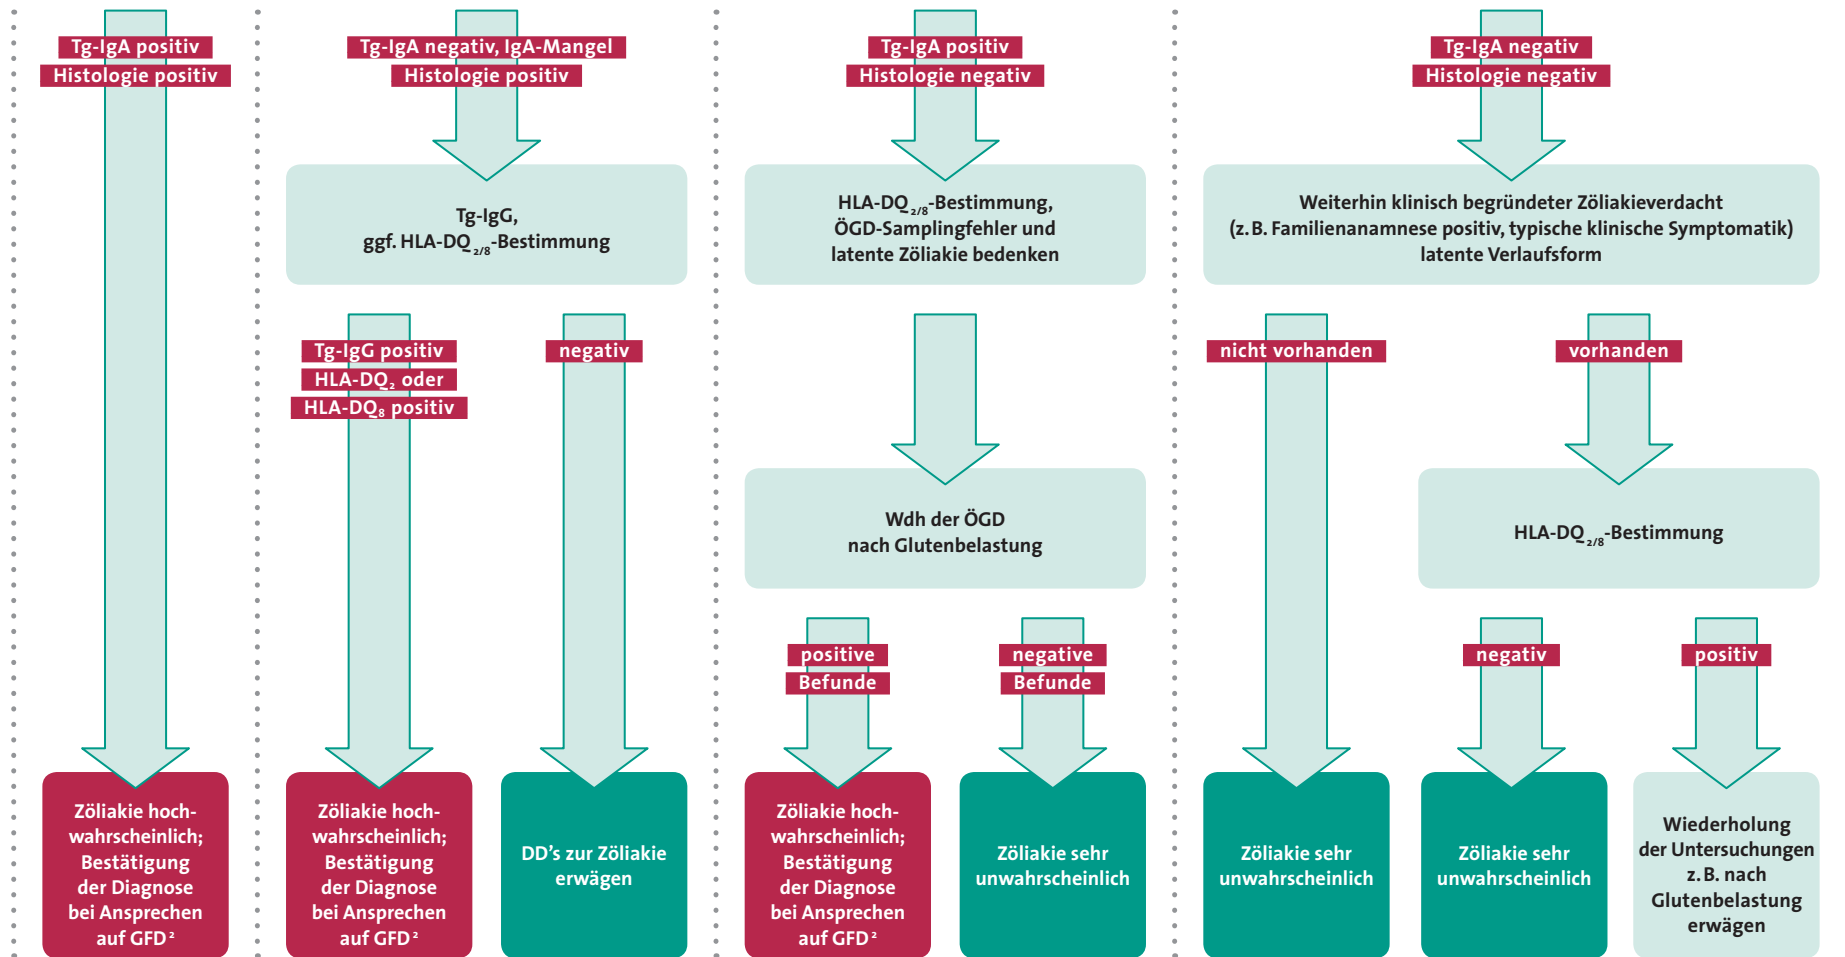 Tg-IgA positiv
Histologie positiv
Tg-IgA negativ, IgA-Mangel
Histologie positiv
Tg-IgA positiv
Histologie negativ
Tg-IgA negativ
Histologie negativ
Tg-IgG,
ggf. HLA-DQ₂/₈-Bestimmung
HLA-DQ₂/₈-Bestimmung,
ÖGD-Samplingfehler und
latente Zöliakie bedenken
Weiterhin klinisch begründeter Zöliakieverdacht
(z. B. Familienanamnese positiv, typische klinische Symptomatik)
latente Verlaufsform
Tg-IgG positiv
HLA-DQ₂ oder
HLA-DQ₈ positiv
negativ
nicht vorhanden
vorhanden
Wdh der ÖGD
nach Glutenbelastung
HLA-DQ₂/₈-Bestimmung
positive
Befunde
negative
Befunde
negativ
positiv
Zöliakie hoch-
wahrscheinlich;
Bestätigung
der Diagnose
bei Ansprechen
auf GFD²
Zöliakie hoch-
wahrscheinlich;
Bestätigung
der Diagnose
bei Ansprechen
auf GFD²
DD's zur Zöliakie
erwägen
Zöliakie hoch-
wahrscheinlich;
Bestätigung
der Diagnose
bei Ansprechen
auf GFD²
Zöliakie sehr
unwahrscheinlich
Zöliakie sehr
unwahrscheinlich
Zöliakie sehr
unwahrscheinlich
Wiederholung
der Untersuchungen
z. B. nach
Glutenbelastung
erwägen